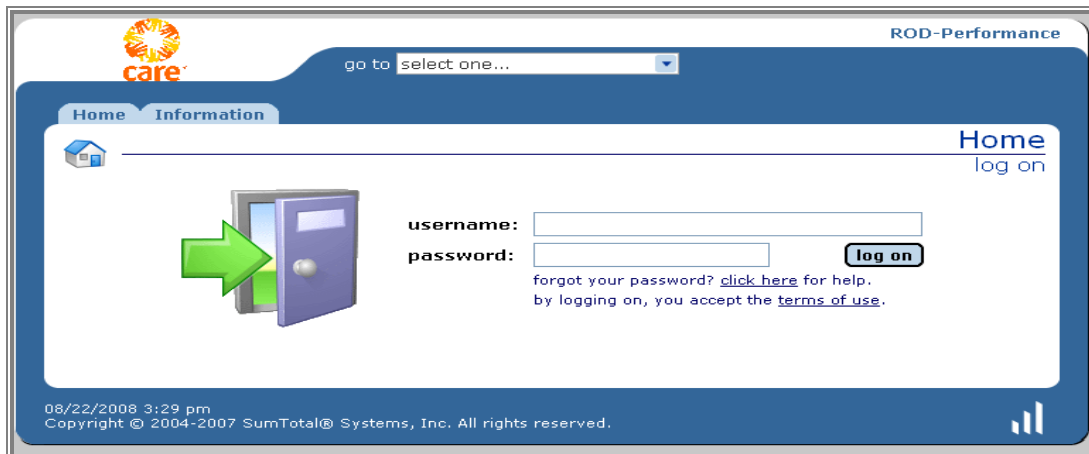 ROD-Performance
care
go to select one...
Home Information
Home
log on
username:
password: log on
forgot your password? click here for help.
by logging on, you accept the terms of use.
08/22/2008 3:29 pm
Copyright © 2004-2007 SumTotal® Systems, Inc. All rights reserved.